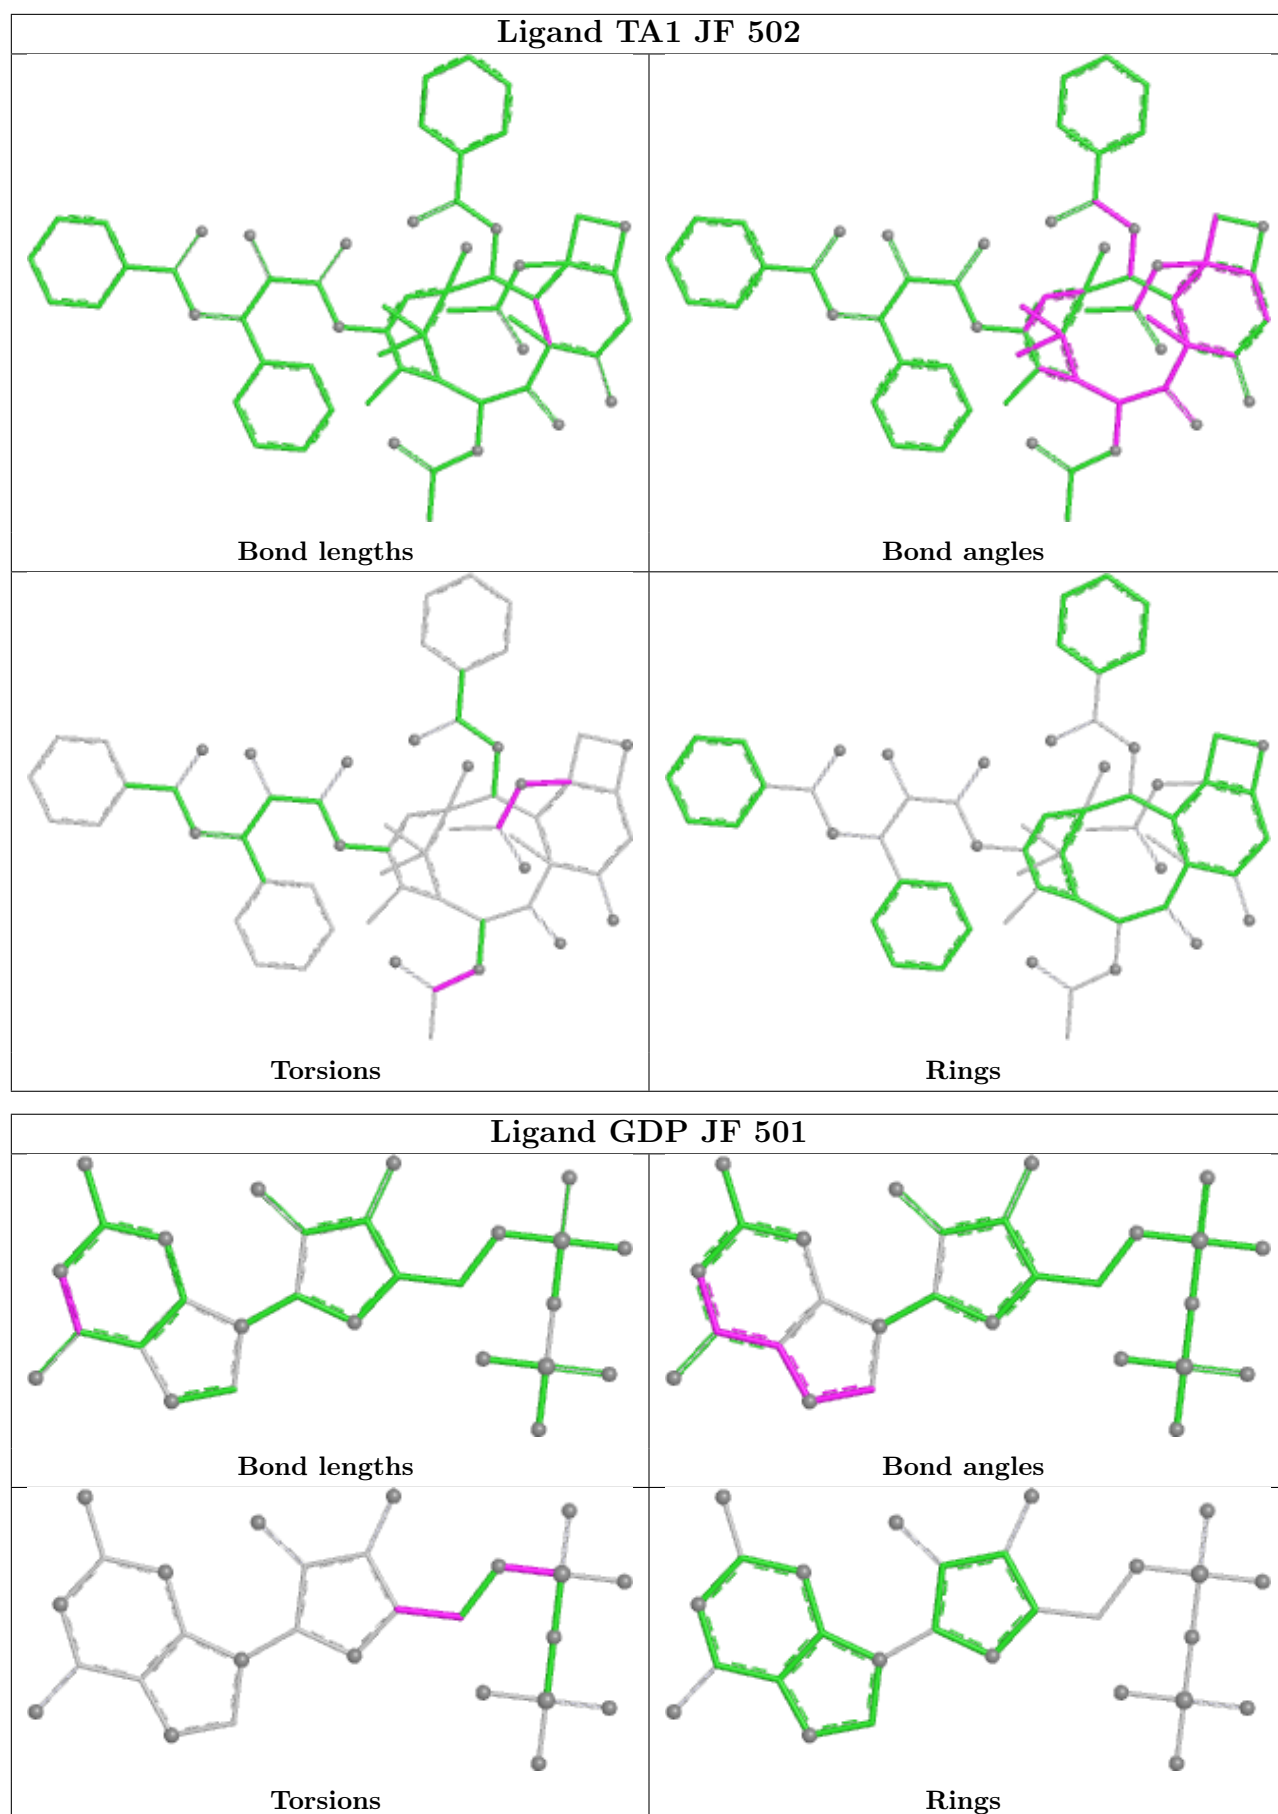 Ligand TA1 JF 502
Bond lengths
Bond angles
Torsions
Rings
Ligand GDP JF 501
Bond lengths
Bond angles
Torsions
Rings